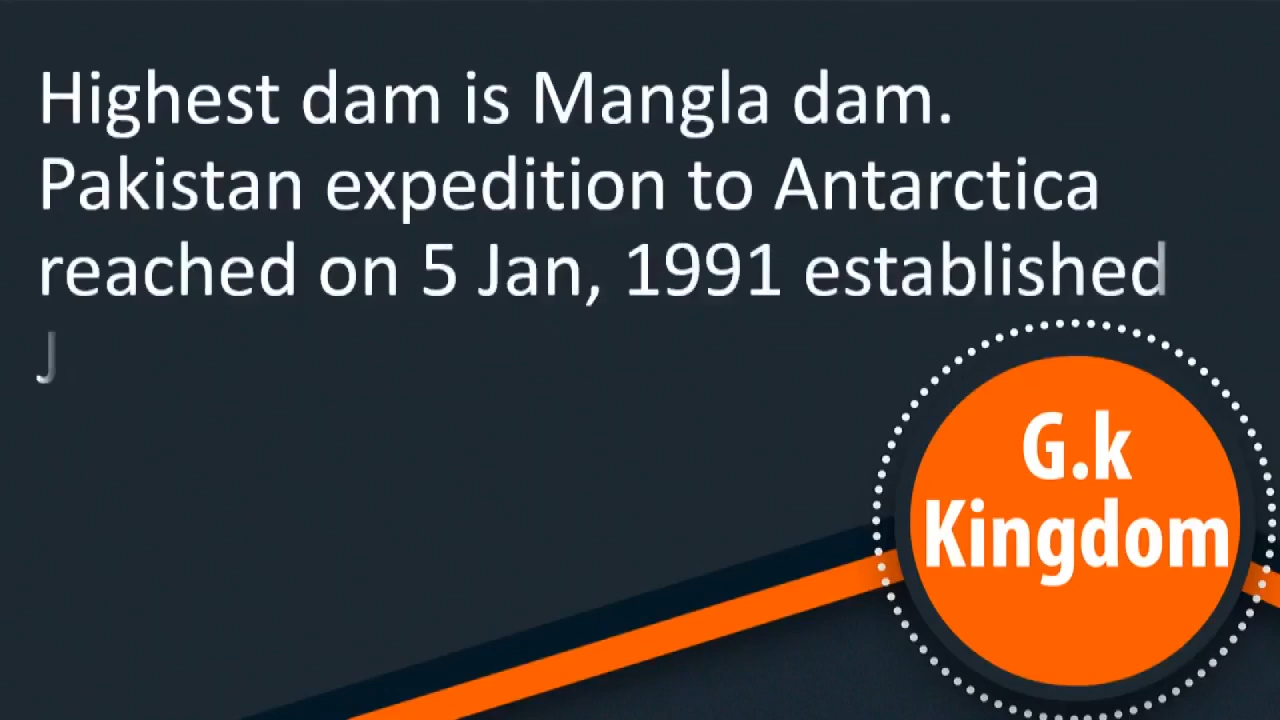 Highest dam is Mangla dam.
Pakistan expedition to Antarctica
reached on 5 Jan, 1991 established
J
G.k
Kingdom